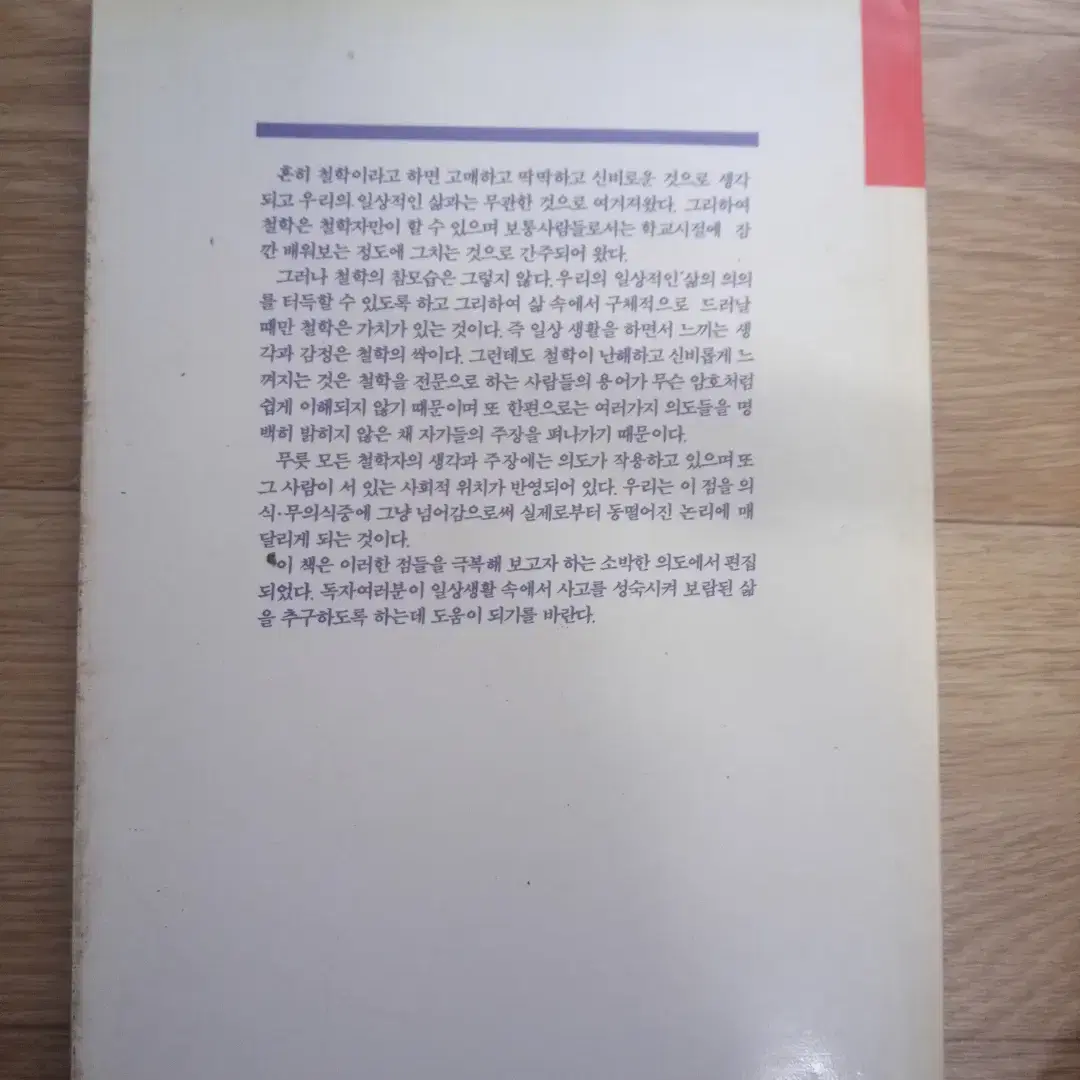 흔히 철학이라고 하면 고매하고 딱딱하고 신비로운 것으로 생각
되고 우리의 일상적인 삶과는 무관한 것으로 여겨져왔다. 그리하여
철학은 철학자만이 할 수 있으며 보통사람들로서는 학교시절에 잠
깐 배워보는 정도에 그치는 것으로 간주되어 왔다.
그러나 철학의 참모습은 그렇지 않다. 우리의 일상적인 삶의 의의
를 터득할 수 있도록 하고 그리하여 삶 속에서 구체적으로 드러날
때만 철학은 가치가 있는 것이다. 즉 일상 생활을 하면서 느끼는 생
각과 감정은 철학의 싹이다. 그런데도 철학이 난해하고 신비롭게 느
껴지는 것은 철학을 전문으로 하는 사람들의 용어가 무슨 암호처럼
쉽게 이해되지 않기 때문이며 또 한편으로는 여러가지 의도들을 명
백히 밝히지 않은 채 자기들의 주장을 펴나가기 때문이다.
무릇 모든 철학자의 생각과 주장에는 의도가 작용하고 있으며 또
그 사람이 서 있는 사회적 위치가 반영되어 있다. 우리는 이 점을 의
식·무의식중에 그냥 넘어감으로써 실제로부터 동떨어진 논리에 매
달리게 되는 것이다.
이 책은 이러한 점들을 극복해 보고자 하는 소박한 의도에서 편집
되었다. 독자여러분이 일상생활 속에서 사고를 성숙시켜 보람된 삶
을 추구하도록 하는데 도움이 되기를 바란다.